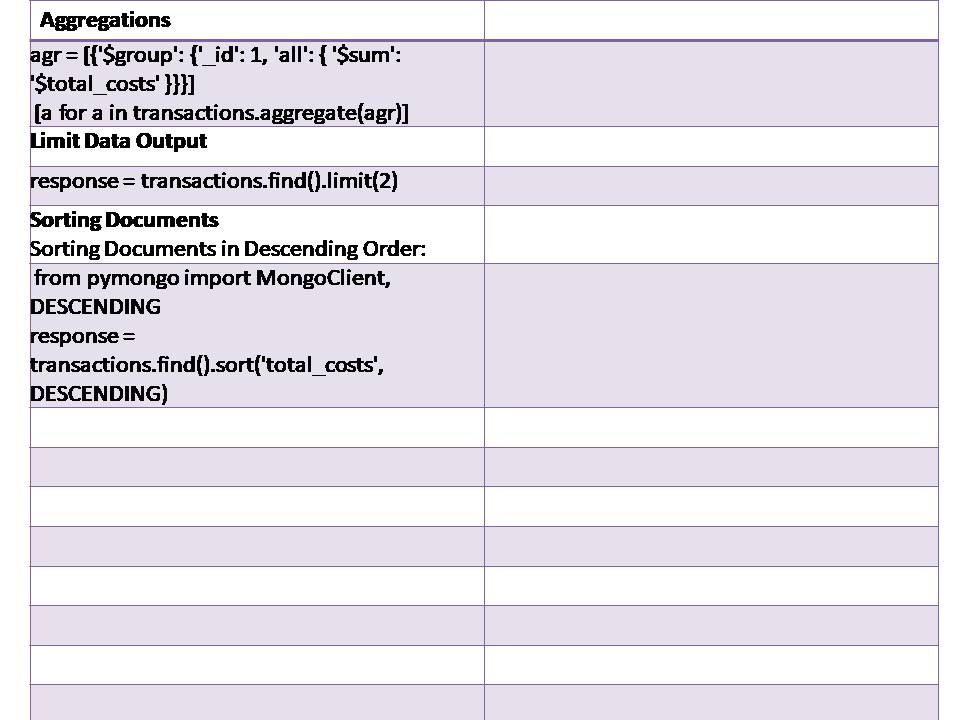 Aggregations
agr = [{'$group': {'_id': 1, 'all': { '$sum':
'$total_costs' }}}]
[a for a in transactions.aggregate(agr)]
Limit Data Output
response = transactions.find().limit(2)
Sorting Documents
Sorting Documents in Descending Order:
from pymongo import MongoClient,
DESCENDING
response =
transactions.find().sort('total_costs',
DESCENDING)